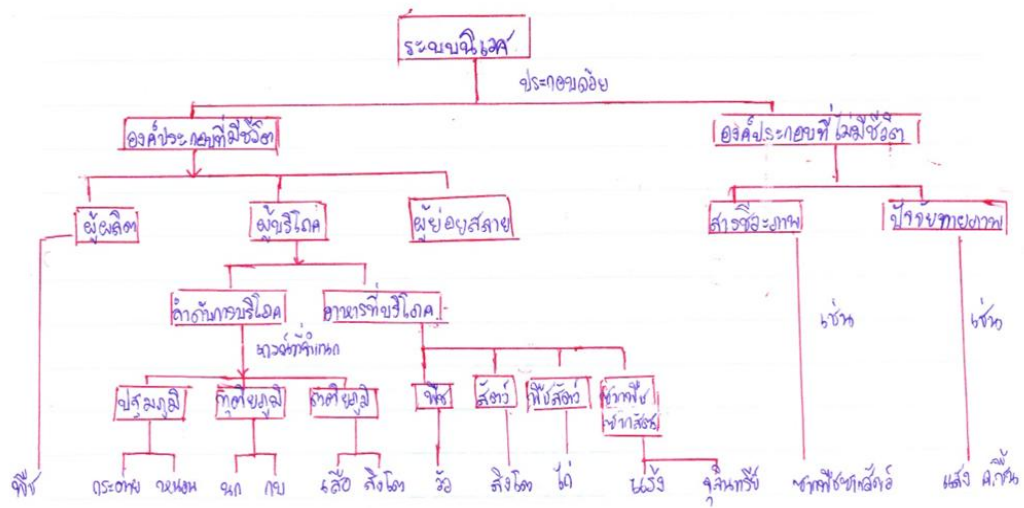 ระบบนิเวศ
ประกอบด้วย
องค์ประกอบที่มีชีวิต
องค์ประกอบที่ไม่มีชีวิต
ผู้ผลิต
ผู้บริโภค
ผู้ย่อยสลาย
สารชีวะภาพ
ปัจจัยกายภาพ
ลำดับการบริโภค
อาหารที่บริโภค
เช่น
เช่น
เกณฑ์ที่จำแนก
ปฐมภูมิ
ทุติยภูมิ
ตติยภูมิ
พืช
สัตว์
พืชสัตว์
ซากพืช
ซากสัตว์
พืช
กระต่าย
หนอน
นก
กบ
เสือ
สิงโต
วัว
สิงโต
ไก่
แร้ง
จุลินทรีย์
ซากพืชซากสัตว์
แสง